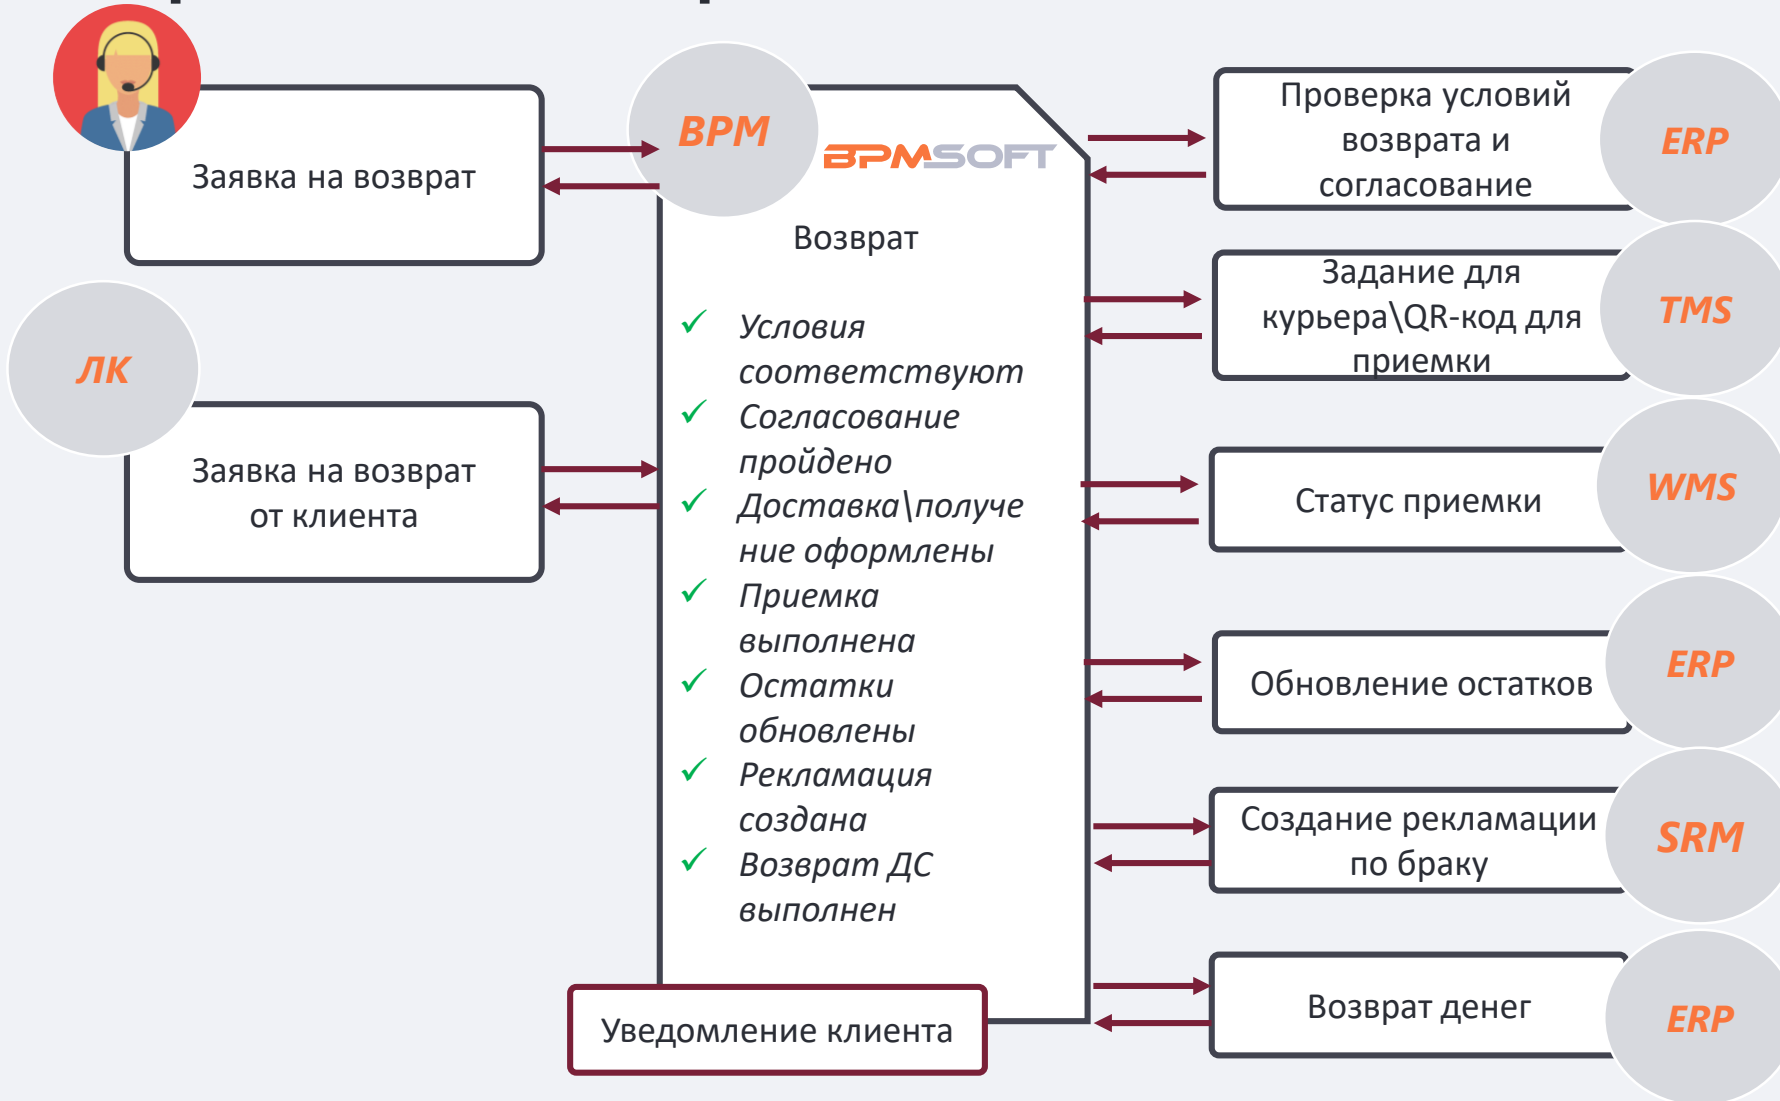 Заявка на возврат
ЛК
Заявка на возврат
от клиента
BPM
BPMSOFT
Возврат
✓ Условия
соответствуют
✓ Согласование
пройдено
✓ Доставка\получе
ние оформлены
✓ Приемка
выполнена
✓ Остатки
обновлены
✓ Рекламация
создана
✓ Возврат ДС
выполнен
Уведомление клиента
Проверка условий
возврата и
согласование
ERP
Задание для
курьера\QR-код для
приемки
TMS
Статус приемки
WMS
Обновление остатков
ERP
Создание рекламации
по браку
SRM
Возврат денег
ERP